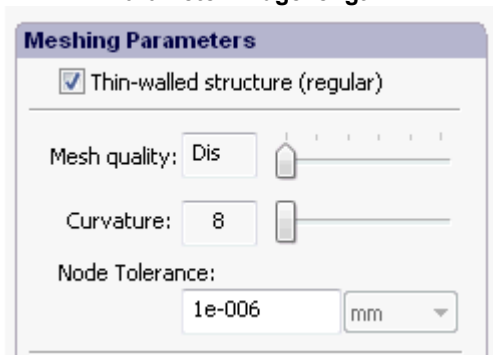 Meshing Parameters
Thin-walled structure (regular)
Mesh quality: Dis
Curvature: 8
Node Tolerance:
1e-006 mm